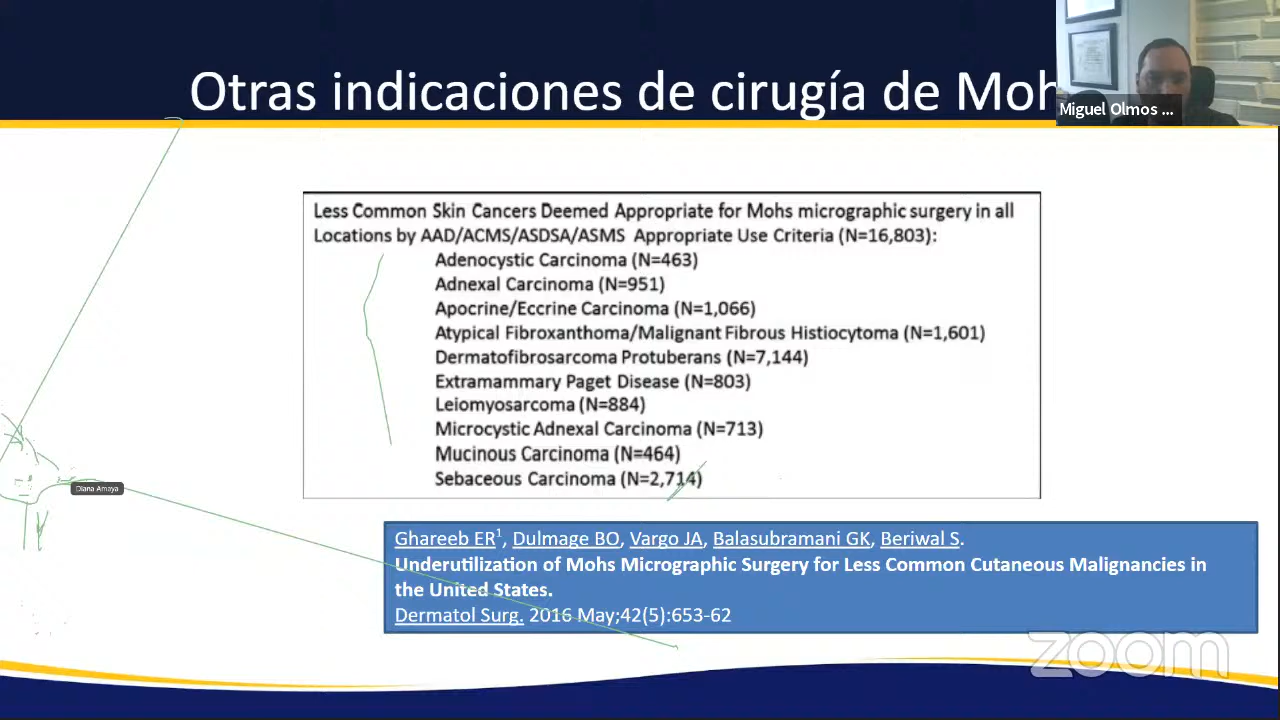 Otras indicaciones de cirugía de Moh
Miguel Olmos ...
Less Common Skin Cancers Deemed Appropriate for Mohs micrographic surgery in all
Locations by AAD/ACMS/ASDSA/ASMS Appropriate Use Criteria (N=16,803):
Adenocystic Carcinoma (N=463)
Adnexal Carcinoma (N=951)
Apocrine/Eccrine Carcinoma (N=1,066)
Atypical Fibroxanthoma/Malignant Fibrous Histiocytoma (N=1,601)
Dermatofibrosarcoma Protuberans (N=7,144)
Extramammary Paget Disease (N=803)
Leiomyosarcoma (N=884)
Microcystic Adnexal Carcinoma (N=713)
Mucinous Carcinoma (N=464)
Sebaceous Carcinoma (N=2,714)
Diana Amaya
Ghareeb ER1, Dulmage BO, Vargo JA, Balasubramani GK, Beriwal S.
Underutilization of Mohs Micrographic Surgery for Less Common Cutaneous Malignancies in
the United States.
Dermatol Surg. 2016 May;42(5):653-62
zoom